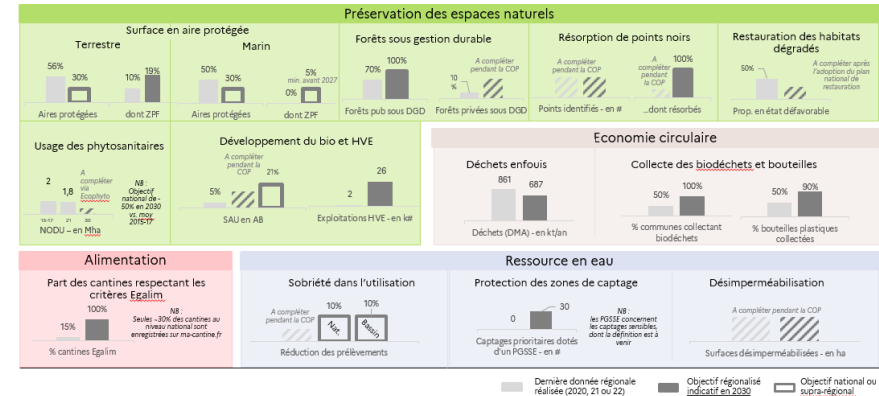 Préservation des espaces naturels
Surface en aire protégée
Terrestre
Marin
56%
30%
10%
19%
50%
30%
0%
5%
min. avant 2027
Aires protégées
dont ZPF
Aires protégées
dont ZPF
Forêts sous gestion durable
70%
100%
10
%
A compléter
pendant la COP
Forêts pub sous DGD
Forêts privées sous DGD
Résorption de points noirs
A compléter
pendant la COP
A
compléter
pendant
la COP
100%
Points identifiés - en #
...dont résorbés
Restauration des habitats
dégradés
50%
A compléter après
l'adoption du plan
national de
restauration
Prop. en état défavorable
Usage des phytosanitaires
2
1,8
A
compléter
via
Ecophyto
NB :
Objectif
national de -
50% en 2030
vs. moy
2015-17
15-17
21
30
NODU – en Mha
Développement du bio et HVE
5%
A compléter
pendant la
COP
21%
2
26
SAU en AB
Exploitations HVE - en k#
Economie circulaire
Déchets enfouis
861
687
Déchets (DMA) - en kt/an
Collecte des biodéchets et bouteilles
50%
100%
50%
90%
% communes collectant
biodéchets
% bouteilles plastiques
collectées
Alimentation
Part des cantines respectant les
critères Egalim
15%
100%
NB :
Seules ~30% des cantines au
niveau national sont
enregistrées sur ma-cantine.fr
% cantines Egalim
Ressource en eau
Sobriété dans l'utilisation
A compléter
pendant la COP
10%
10%
Nat.
Bassin
Réduction des prélèvements
Protection des zones de captage
0
30
NB :
les PGSSE concernent
les captages sensibles,
dont la définition est à
venir
Captages prioritaires dotés
d'un PGSSE - en #
Désimperméabilisation
A compléter pendant la COP
Surfaces désimperméabilisées - en ha
Dernière donnée régionale
réalisée (2020, 21 ou 22)
Objectif régionalisé
indicatif en 2030
Objectif national ou
supra-régional